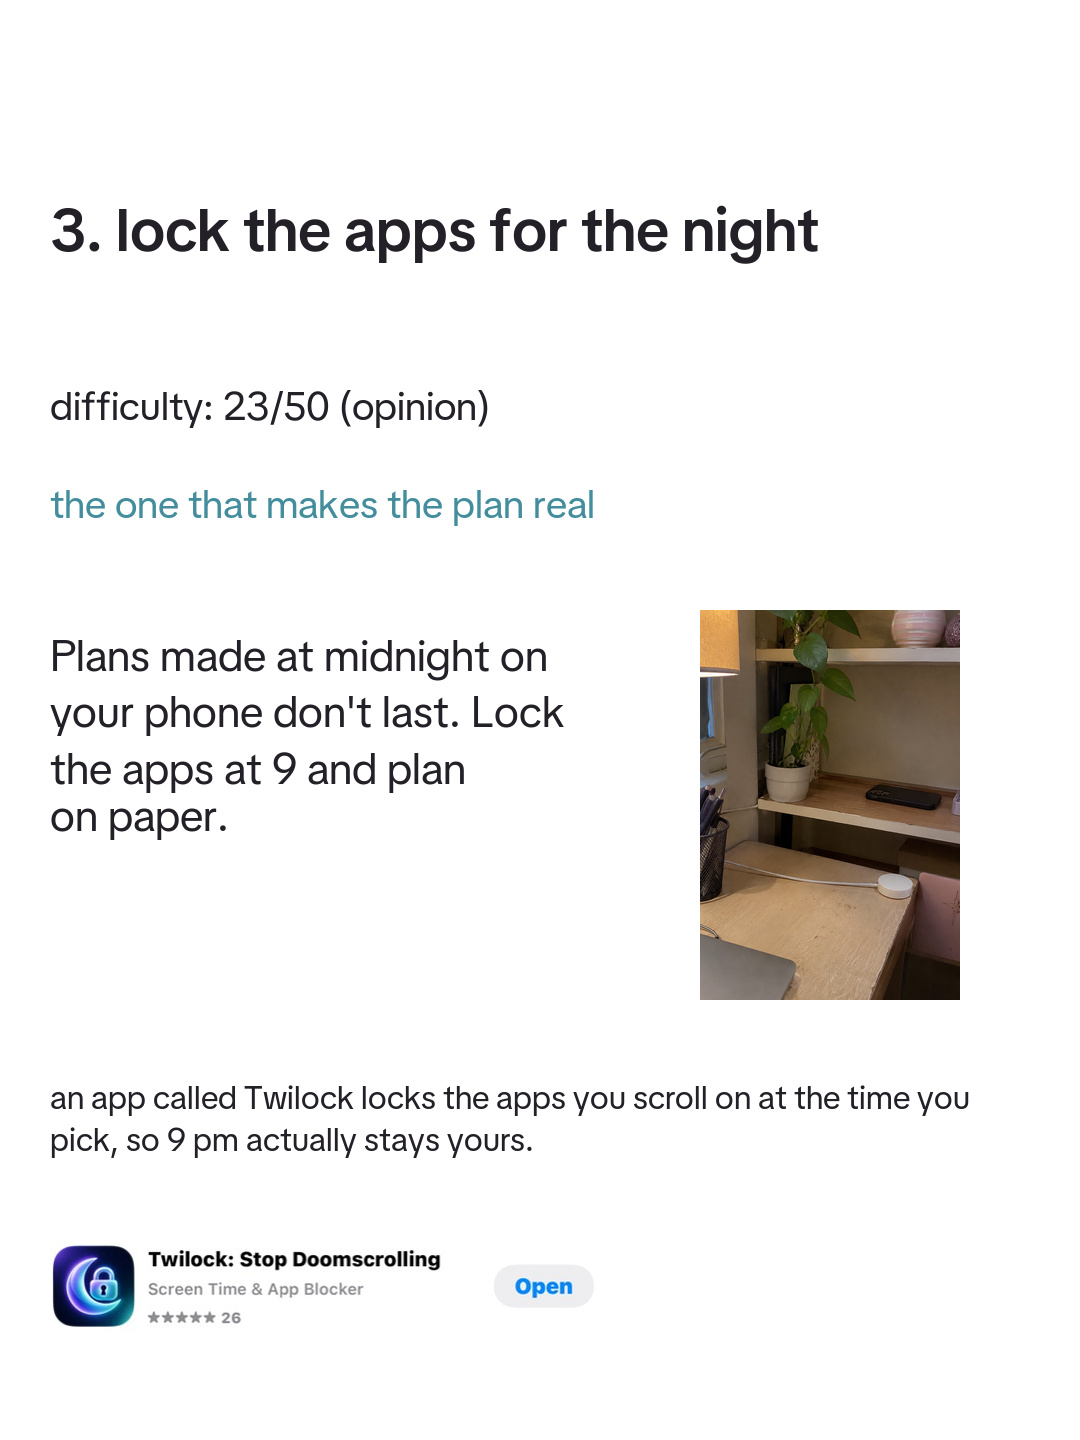 3. lock the apps for the night
difficulty: 23/50 (opinion)
the one that makes the plan real
Plans made at midnight on
your phone don't last. Lock
the apps at 9 and plan
on paper.
an app called Twilock locks the apps you scroll on at the time you
pick, so 9 pm actually stays yours.
Twilock: Stop Doomscrolling
Screen Time & App Blocker
★★★★★ 26
Open